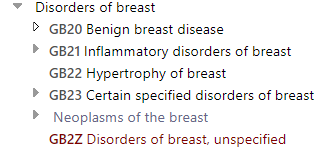 Disorders of breast
GB20 Benign breast disease
GB21 Inflammatory disorders of breast
GB22 Hypertrophy of breast
GB23 Certain specified disorders of breast
Neoplasms of the breast
GB2Z Disorders of breast, unspecified